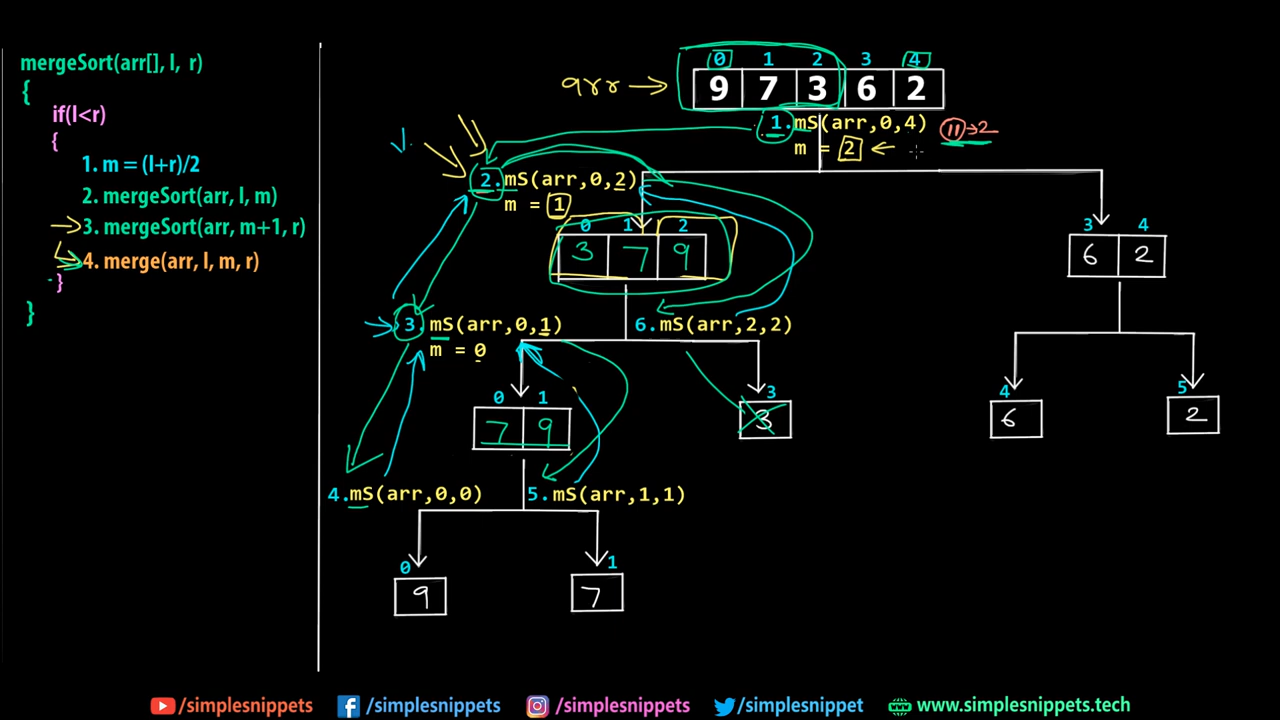 mergeSort(arr[], l, r)
{
if(l<r)
{
1. m = (l+r)/2
2. mergeSort(arr, l, m)
3. mergeSort(arr, m+1, r)
4. merge(arr, l, m, r)
}
}
0 1 2 3 4
arr → 9 7 3 6 2
1. mS(arr,0,4)
m = 2 ←
11→2
2. mS(arr,0,2)
m = 1
0 1 2
3 7 9
3 4
6 2
3. mS(arr,0,1)
m = 0
6. mS(arr,2,2)
0 1
7 9
3
3
4
6
5
2
4. mS(arr,0,0)
5. mS(arr,1,1)
0
9
1
7
/simplesnippets /simplesnippets /simplesnippets /simplesnippet www.simplesnippets.tech